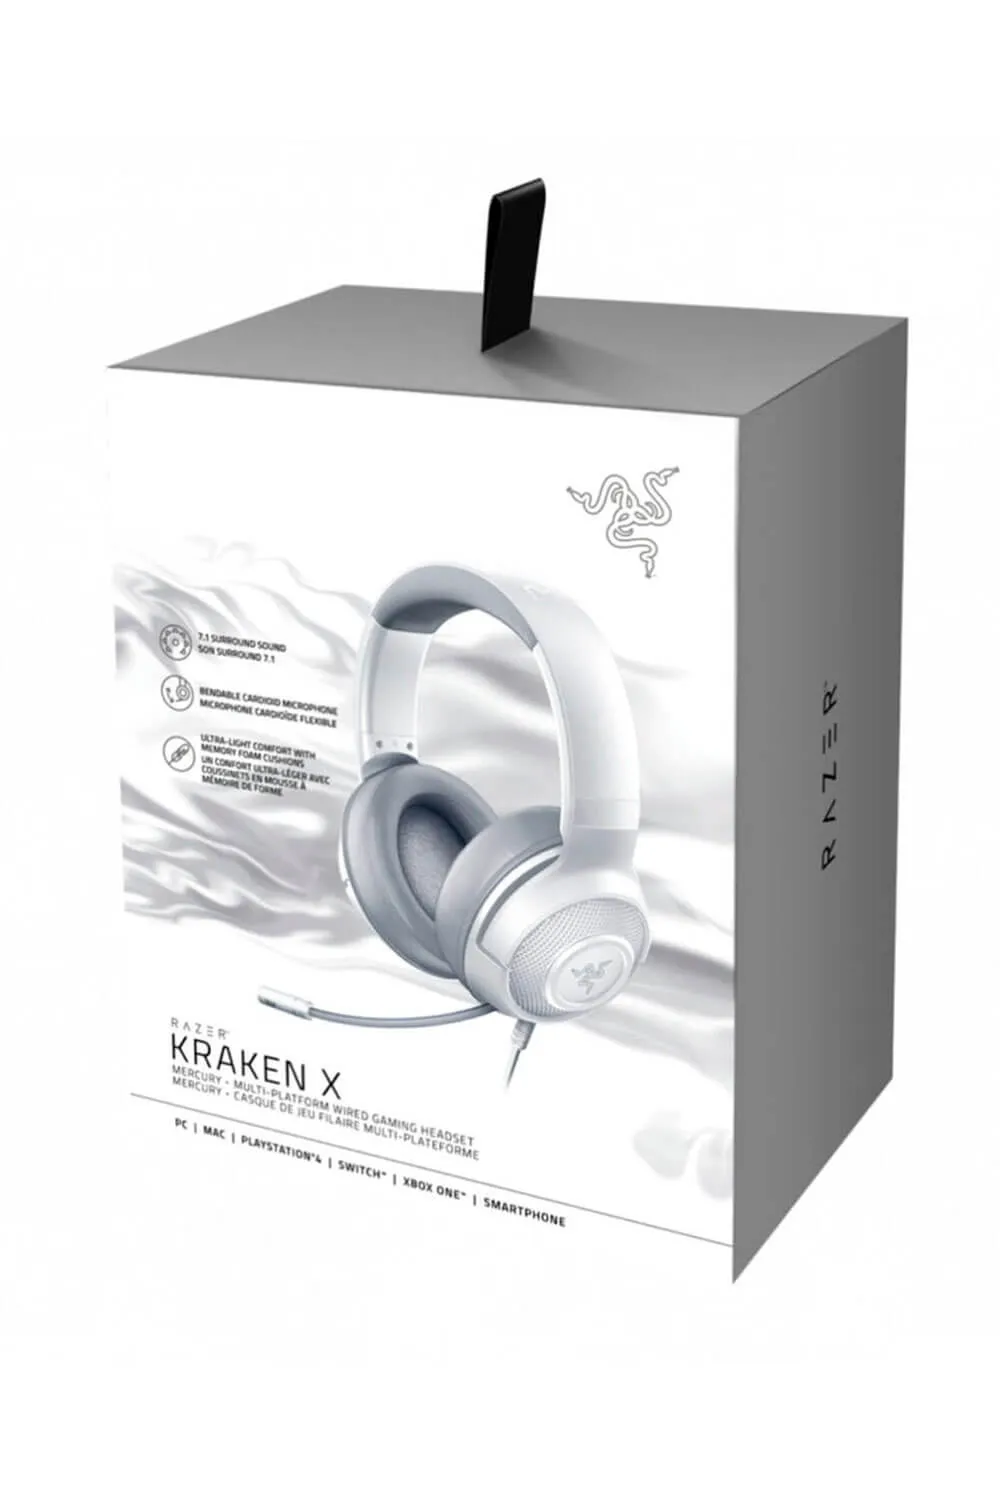 7.1 SURROUND SOUND
SON SURROUND 7.1
BENDABLE CARDIOID MICROPHONE
MICROPHONE CARDIOÏDE FLEXIBLE
ULTRA-LIGHT COMFORT WITH
MEMORY FOAM CUSHIONS
UN CONFORT ULTRA-LÉGER AVEC
COUSSINETS EN MOUSSE À
MÉMOIRE DE FORME
RAZER™
KRAKEN X
MERCURY - MULTI-PLATFORM WIRED GAMING HEADSET
MERCURY - CASQUE DE JEU FILAIRE MULTI-PLATEFORME
PC | MAC | PLAYSTATION®4 | SWITCH™ | XBOX ONE™ | SMARTPHONE
RAZER™